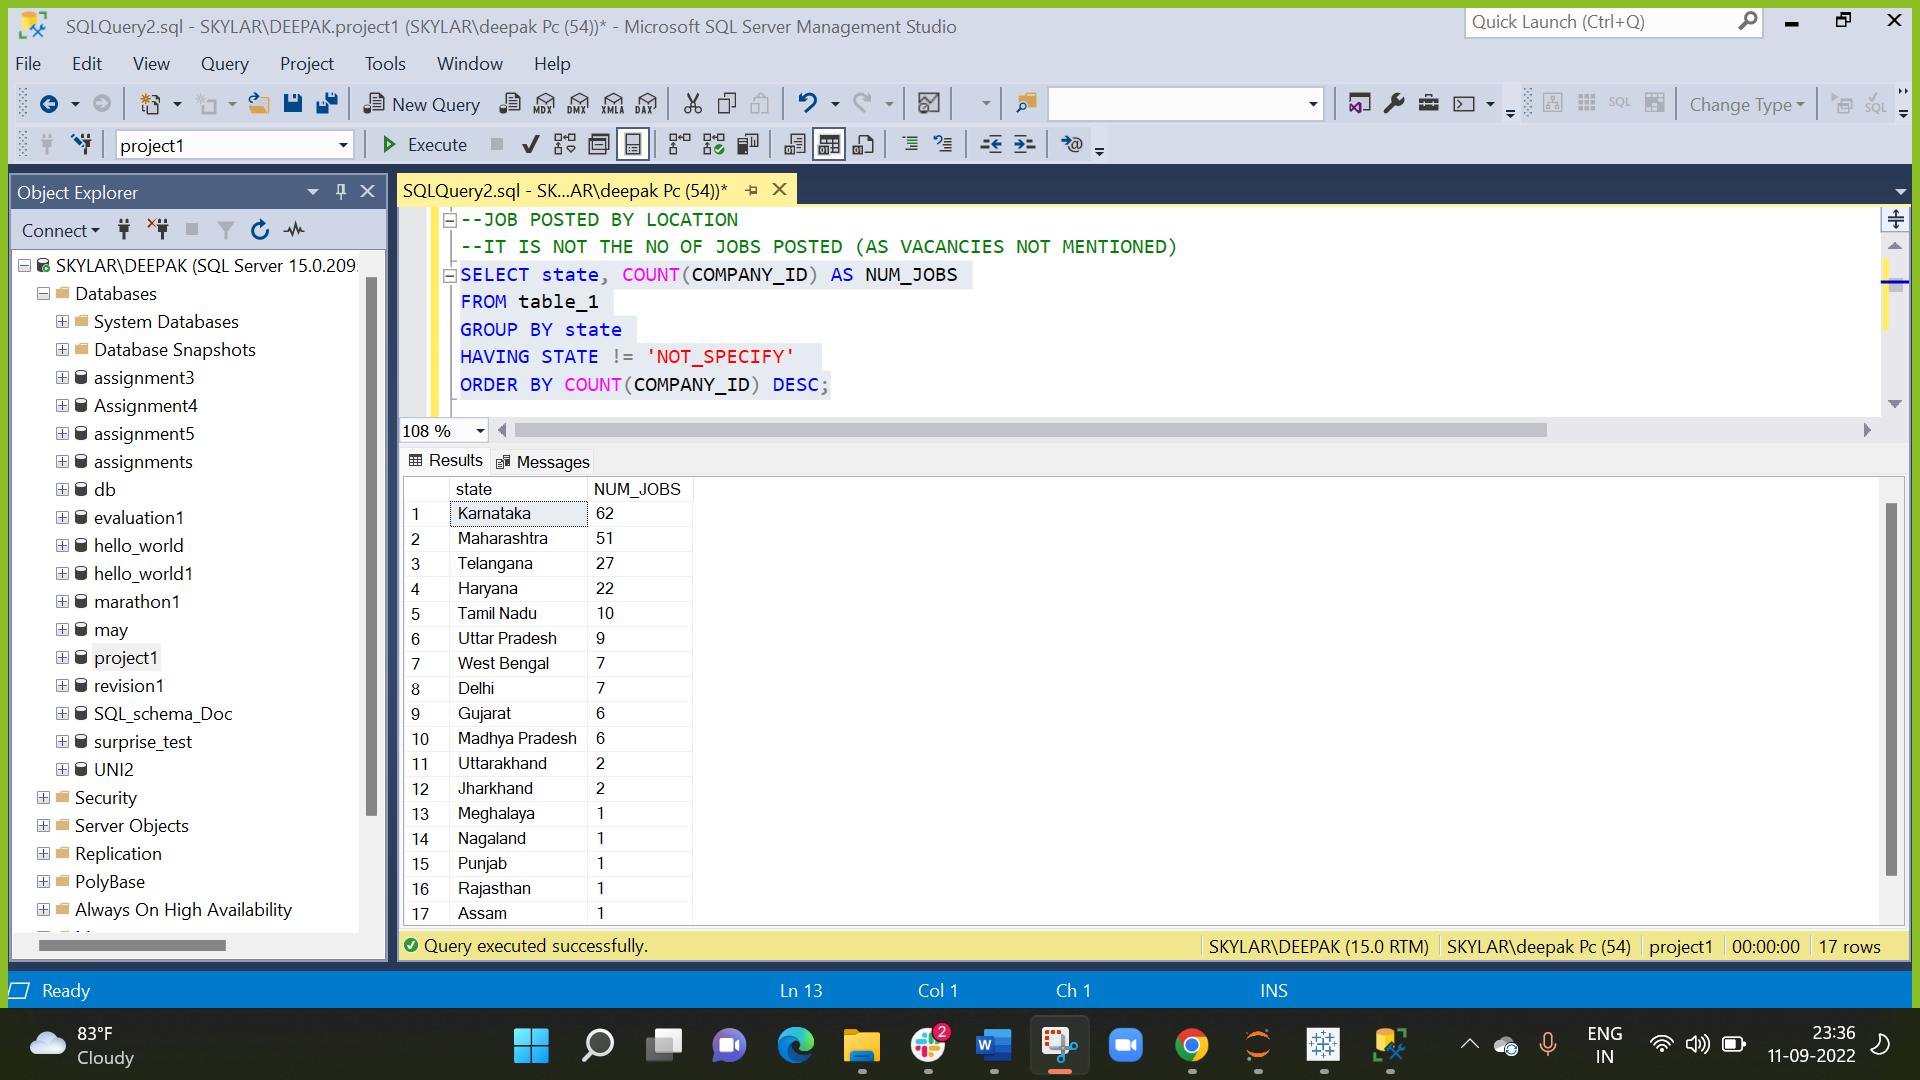 SQLQuery2.sql - SKYLAR\DEEPAK.project1 (SKYLAR\deepak Pc (54))* - Microsoft SQL Server Management Studio
Quick Launch (Ctrl+Q)
File Edit View Query Project Tools Window Help
New Query MDX DMX XMLA DAX SQL Change Type SQL
project1 Execute
Object Explorer
Connect
SKYLAR\DEEPAK (SQL Server 15.0.209
Databases
System Databases
Database Snapshots
assignment3
Assignment4
assignment5
assignments
db
evaluation1
hello_world
hello_world1
marathon1
may
project1
revision1
SQL_schema_Doc
surprise_test
UNI2
Security
Server Objects
Replication
PolyBase
Always On High Availability
SQLQuery2.sql - SK...AR\deepak Pc (54))*
--JOB POSTED BY LOCATION
--IT IS NOT THE NO OF JOBS POSTED (AS VACANCIES NOT MENTIONED)
SELECT state, COUNT(COMPANY_ID) AS NUM_JOBS
FROM table_1
GROUP BY state
HAVING STATE != 'NOT_SPECIFY'
ORDER BY COUNT(COMPANY_ID) DESC;
108 %
Results Messages
state NUM_JOBS
1 Karnataka 62
2 Maharashtra 51
3 Telangana 27
4 Haryana 22
5 Tamil Nadu 10
6 Uttar Pradesh 9
7 West Bengal 7
8 Delhi 7
9 Gujarat 6
10 Madhya Pradesh 6
11 Uttarakhand 2
12 Jharkhand 2
13 Meghalaya 1
14 Nagaland 1
15 Punjab 1
16 Rajasthan 1
17 Assam 1
Query executed successfully. SKYLAR\DEEPAK (15.0 RTM) SKYLAR\deepak Pc (54) project1 00:00:00 17 rows
Ready Ln 13 Col 1 Ch 1 INS
83°F
Cloudy
2
W
ENG
IN
23:36
11-09-2022